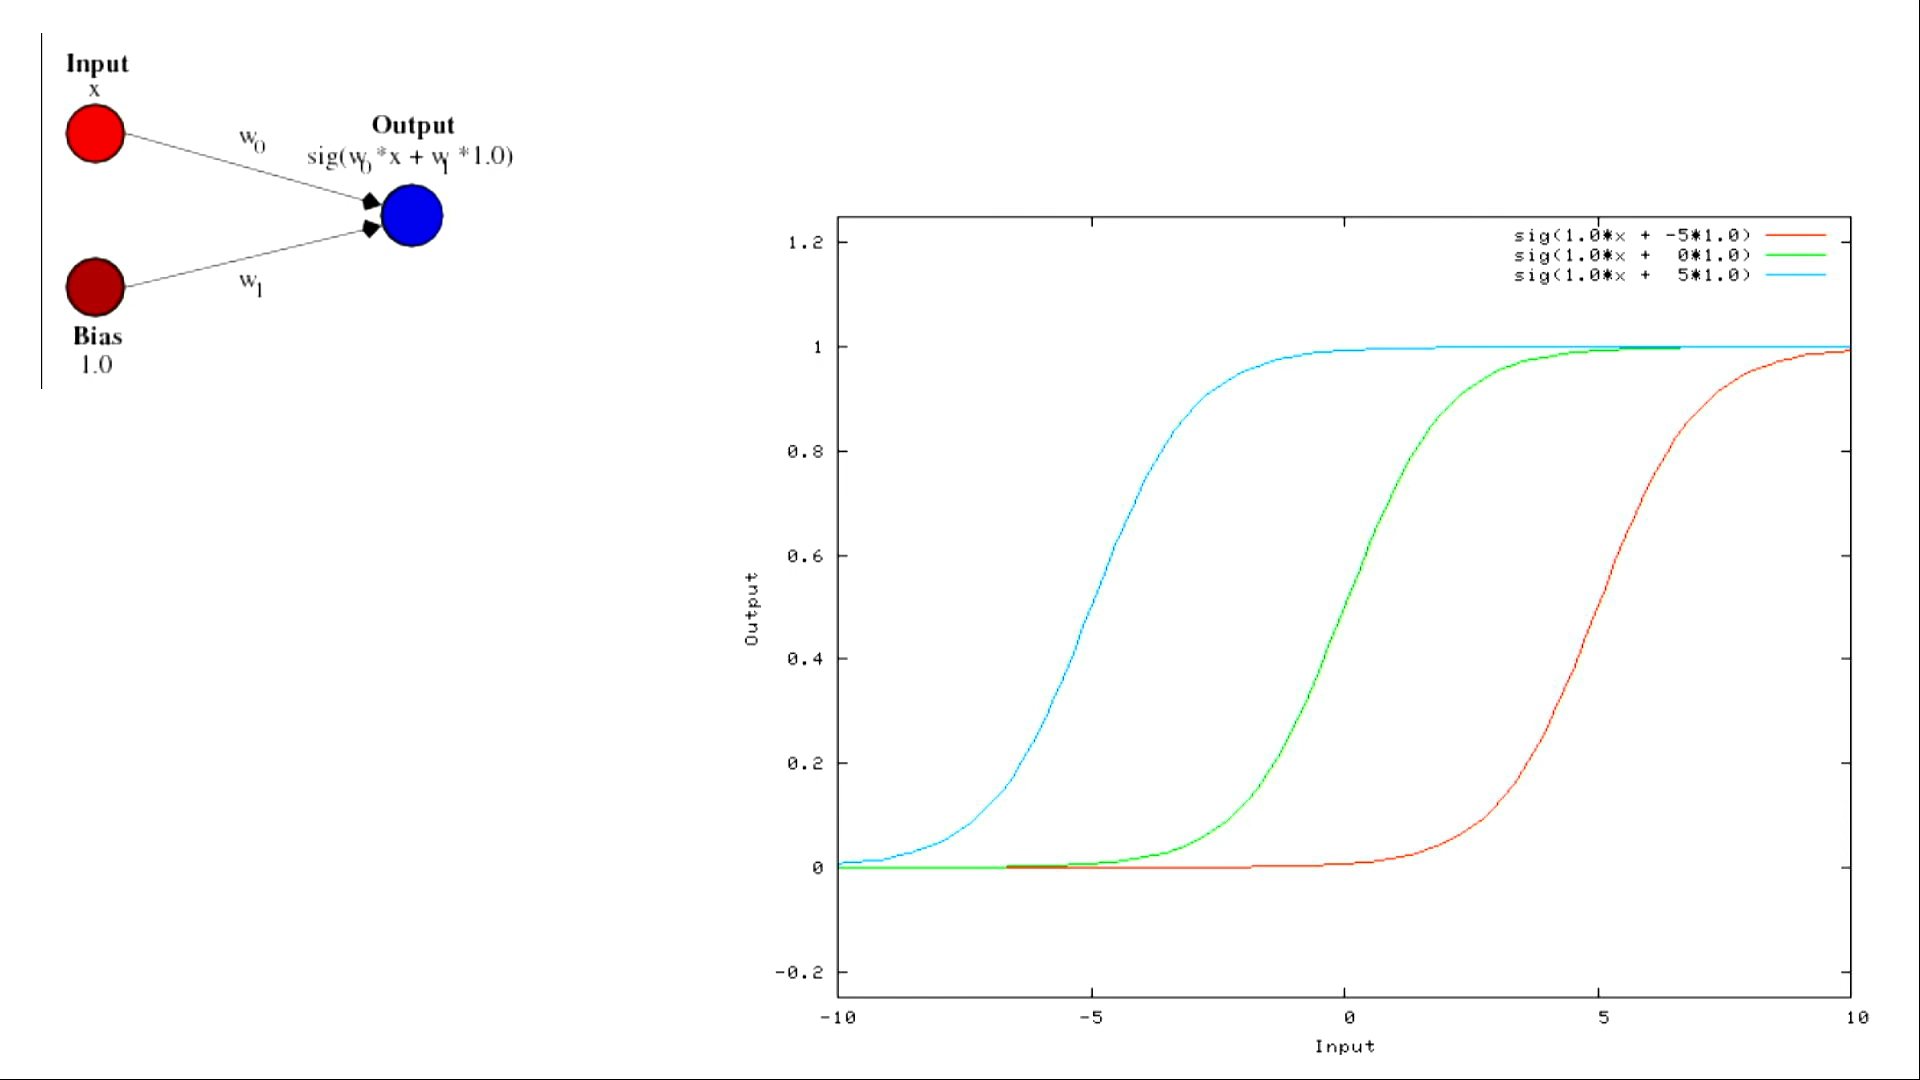 Input
x
w0
Output
sig(w0*x + w1*1.0)
w1
Bias
1.0
sig(1.0*x + -5*1.0)
sig(1.0*x + 0*1.0)
sig(1.0*x + 5*1.0)
1.2
1
0.8
0.6
0.4
0.2
0
-0.2
Output
-10 -5 0 5 10
Input